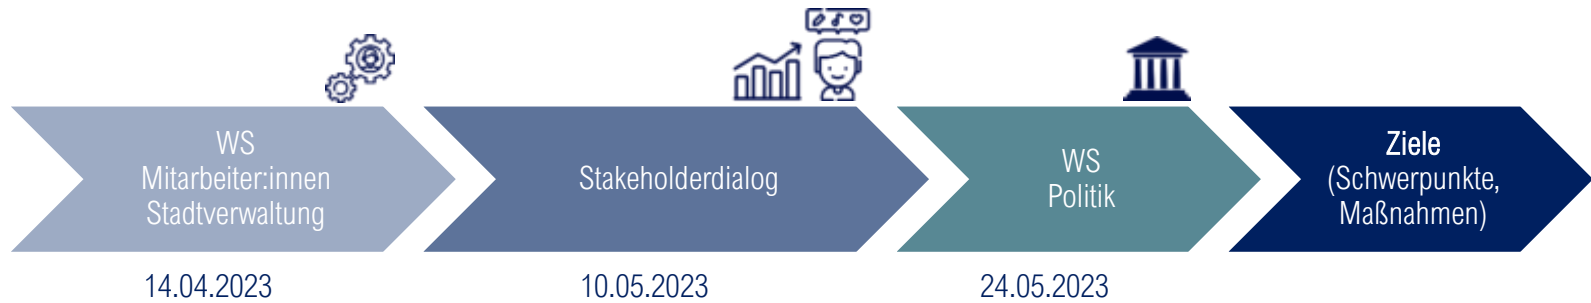 WS
Mitarbeiter:innen
Stadtverwaltung
Stakeholderdialog
WS
Politik
Ziele
(Schwerpunkte,
Maßnahmen)
14.04.2023
10.05.2023
24.05.2023